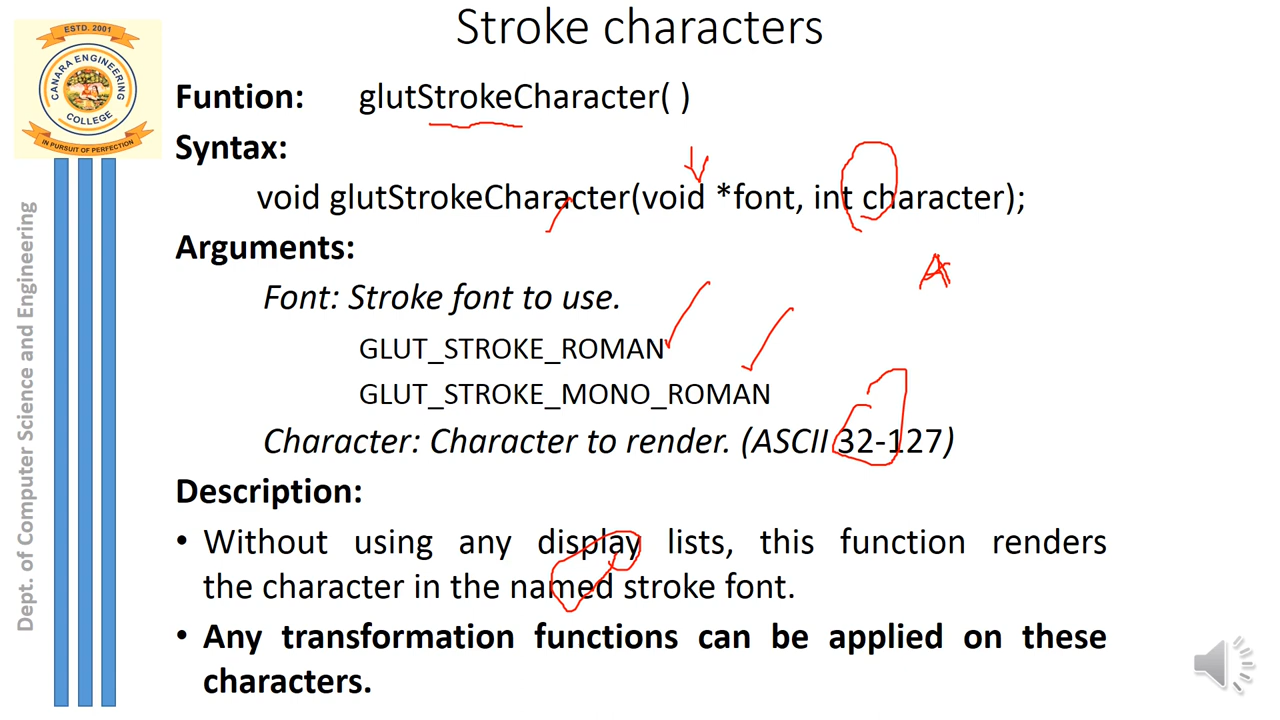 Stroke characters
ESTD. 2001
CANARA ENGINEERING
COLLEGE
IN PURSUIT OF PERFECTION
Dept. of Computer Science and Engineering
Funtion: glutStrokeCharacter( )
Syntax:
void glutStrokeCharacter(void *font, int character);
Arguments:
A
Font: Stroke font to use.
GLUT_STROKE_ROMAN
GLUT_STROKE_MONO_ROMAN
Character: Character to render. (ASCII 32-127)
Description:
• Without using any display lists, this function renders
the character in the named stroke font.
• Any transformation functions can be applied on these
characters.